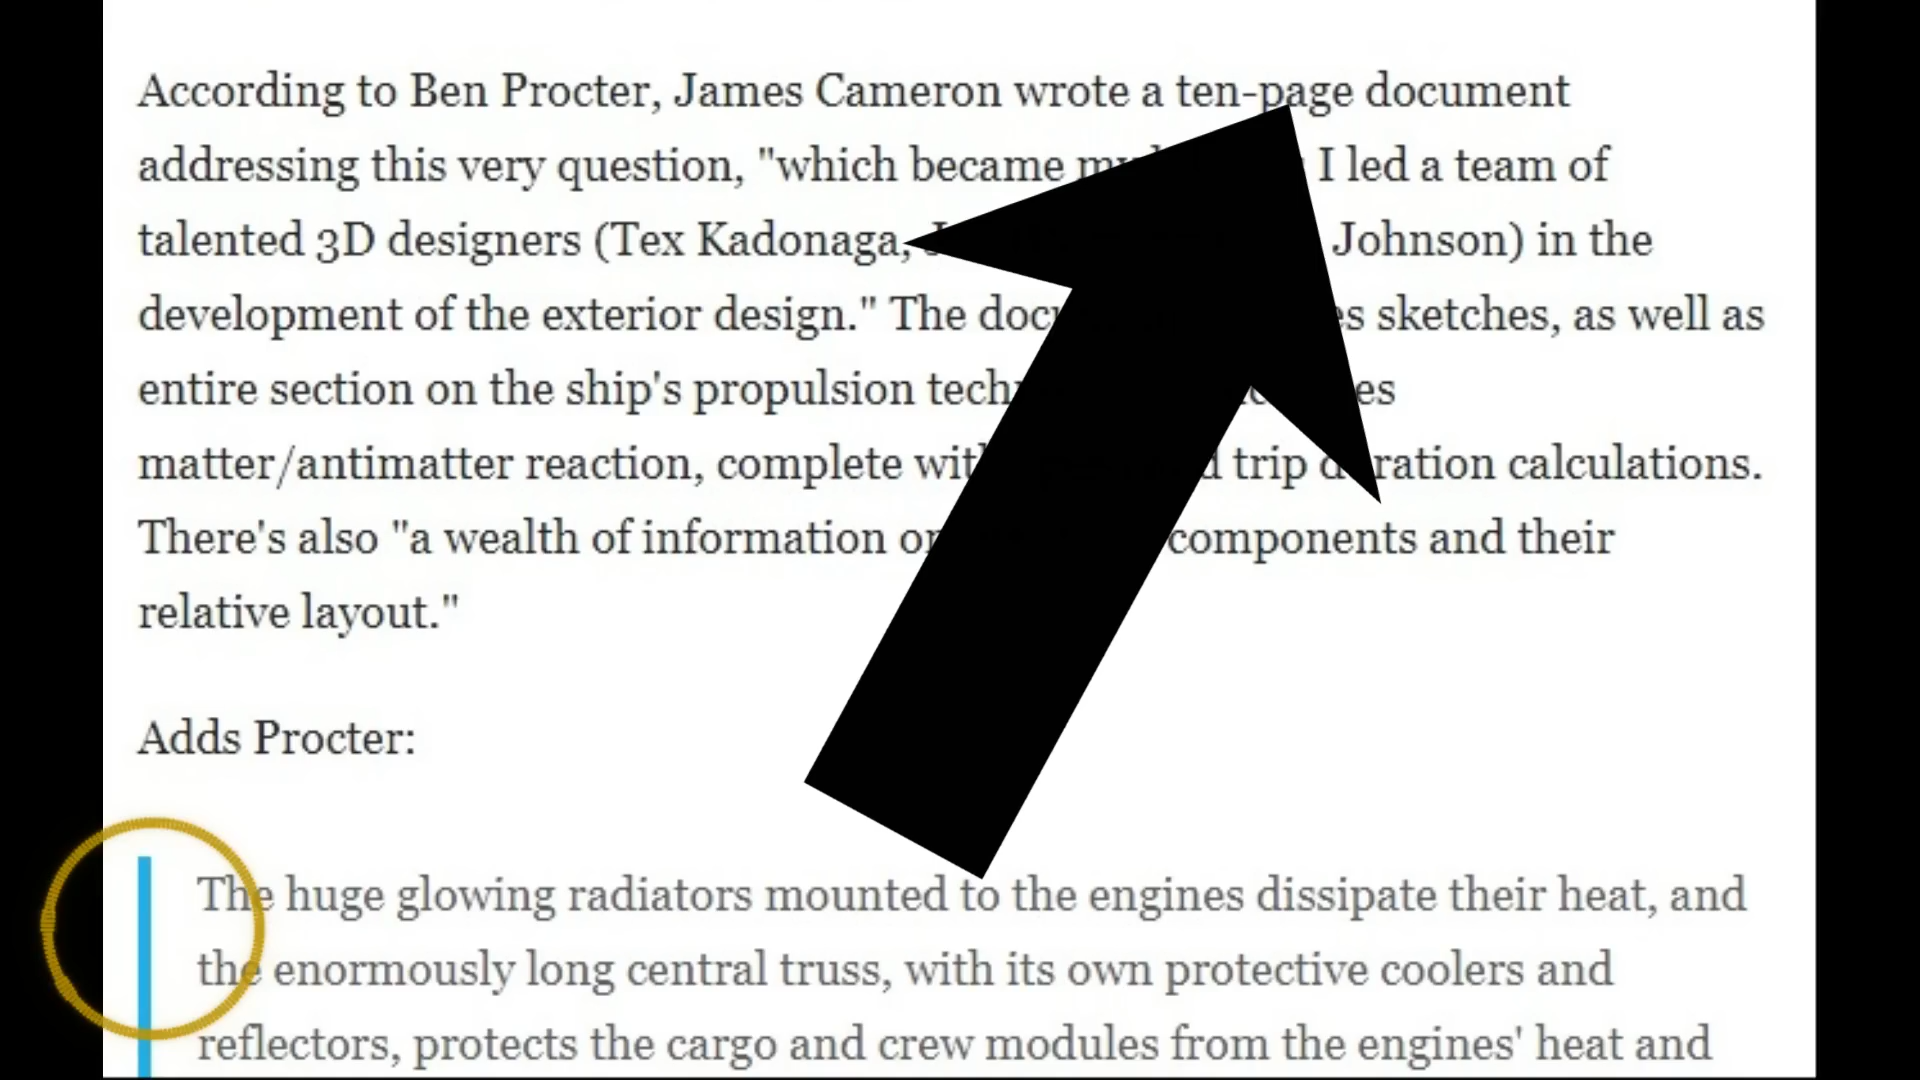 According to Ben Procter, James Cameron wrote a ten-page document
addressing this very question, "which became I led a team of
talented 3D designers (Tex Kadonaga, Johnson) in the
development of the exterior design." The sketches, as well as
entire section on the ship's propulsion
matter/antimatter reaction, complete trip calculations.
There's also "a wealth of information components and their
relative layout."
Adds Procter:
The huge glowing radiators mounted to the engines dissipate their heat, and
the enormously long central truss, with its own protective coolers and
reflectors, protects the cargo and crew modules from the engines' heat and